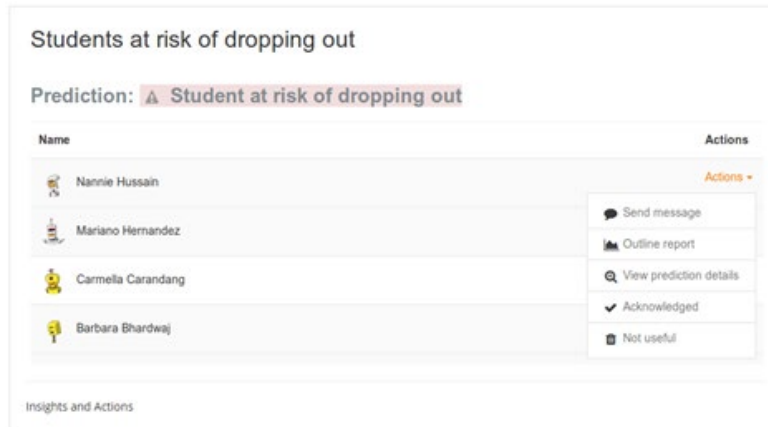 Students at risk of dropping out
Prediction: Student at risk of dropping out
Name Actions
Nannie Hussain Actions
Send message
Mariano Hernandez
Outline report
Carmella Carandang View prediction details
Acknowledged
Barbara Bhardwaj
Not useful
Insights and Actions